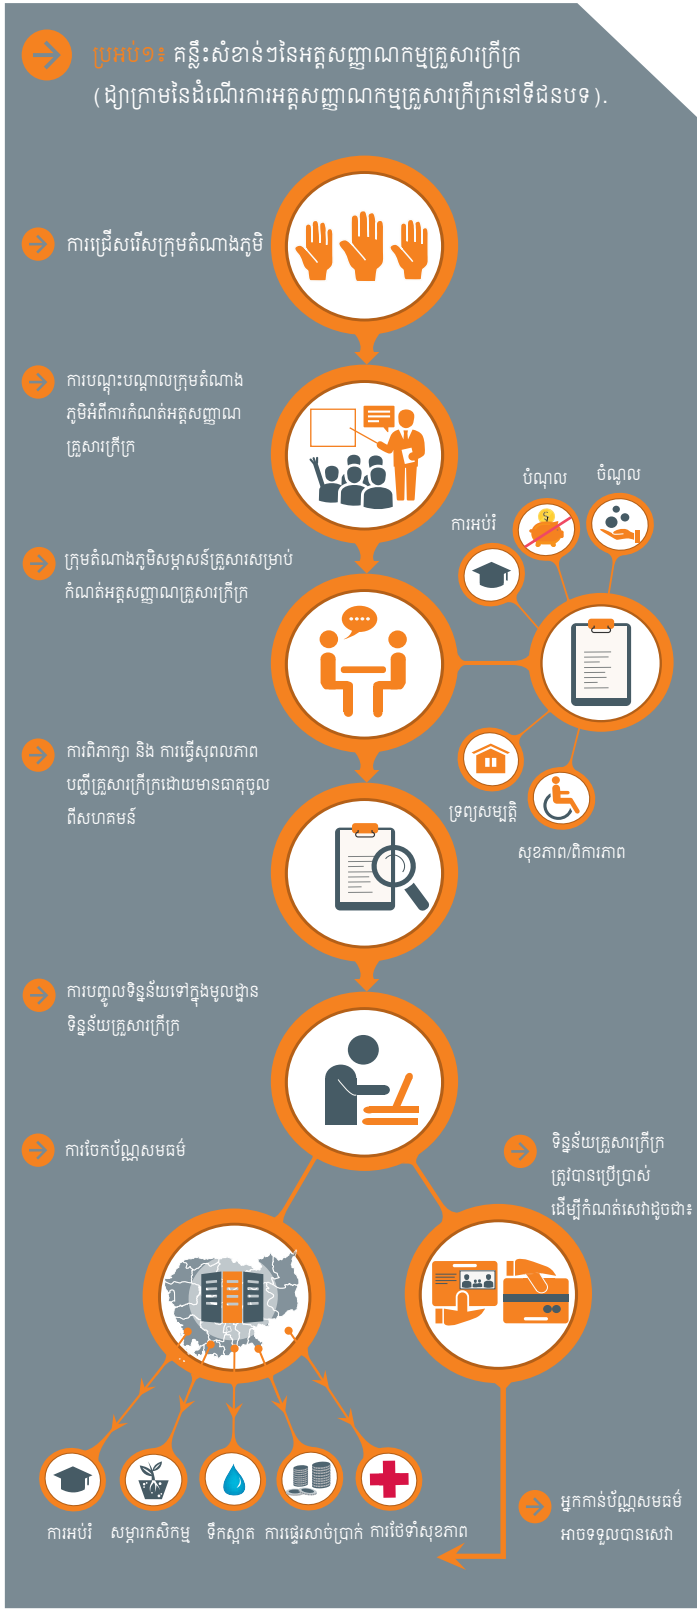 ប្រអប់១៖ គន្លឹះសំខាន់ៗនៃអត្តសញ្ញាណកម្មគ្រួសារក្រីក្រ
(ដ្យាក្រាមនៃដំណើរការអត្តសញ្ញាណកម្មគ្រួសារក្រីក្រនៅទីជនបទ).
ការជ្រើសរើសក្រុមតំណាងភូមិ
ការបណ្តុះបណ្តាលក្រុមតំណាង
ភូមិអំពីការកំណត់អត្តសញ្ញាណ
គ្រួសារក្រីក្រ
បំណុល
ចំណូល
ការអប់រំ
ក្រុមតំណាងភូមិសម្ភាសន៍គ្រួសារសម្រាប់
កំណត់អត្តសញ្ញាណគ្រួសារក្រីក្រ
ការពិភាក្សា និង ការធ្វើសុពលភាព
បញ្ជីគ្រួសារក្រីក្រដោយមានធាតុចូល
ពីសហគមន៍
ទ្រព្យសម្បត្តិ
សុខភាព/ពិការភាព
ការបញ្ចូលទិន្នន័យទៅក្នុងមូលដ្ឋាន
ទិន្នន័យគ្រួសារក្រីក្រ
ការចែកប័ណ្ណសមធម៌
ទិន្នន័យគ្រួសារក្រីក្រ
ត្រូវបានប្រើប្រាស់
ដើម្បីកំណត់សេវាដូចជា៖
អ្នកកាន់ប័ណ្ណសមធម៌
អាចទទួលបានសេវា
ការអប់រំ
សម្ភារកសិកម្ម
ទឹកស្អាត
ការផ្ទេរសាច់ប្រាក់
ការថែទាំសុខភាព